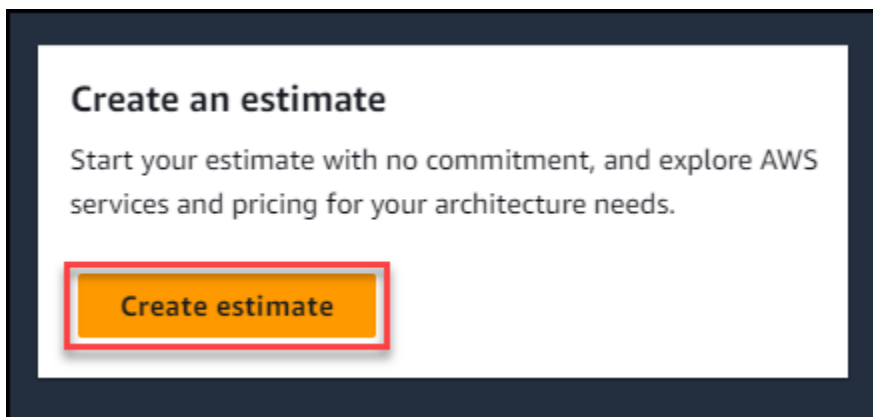 Create an estimate
Start your estimate with no commitment, and explore AWS
services and pricing for your architecture needs.
Create estimate